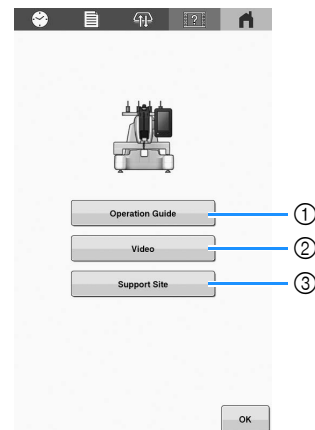 ?
Operation Guide
①
Video
②
Support Site
③
OK